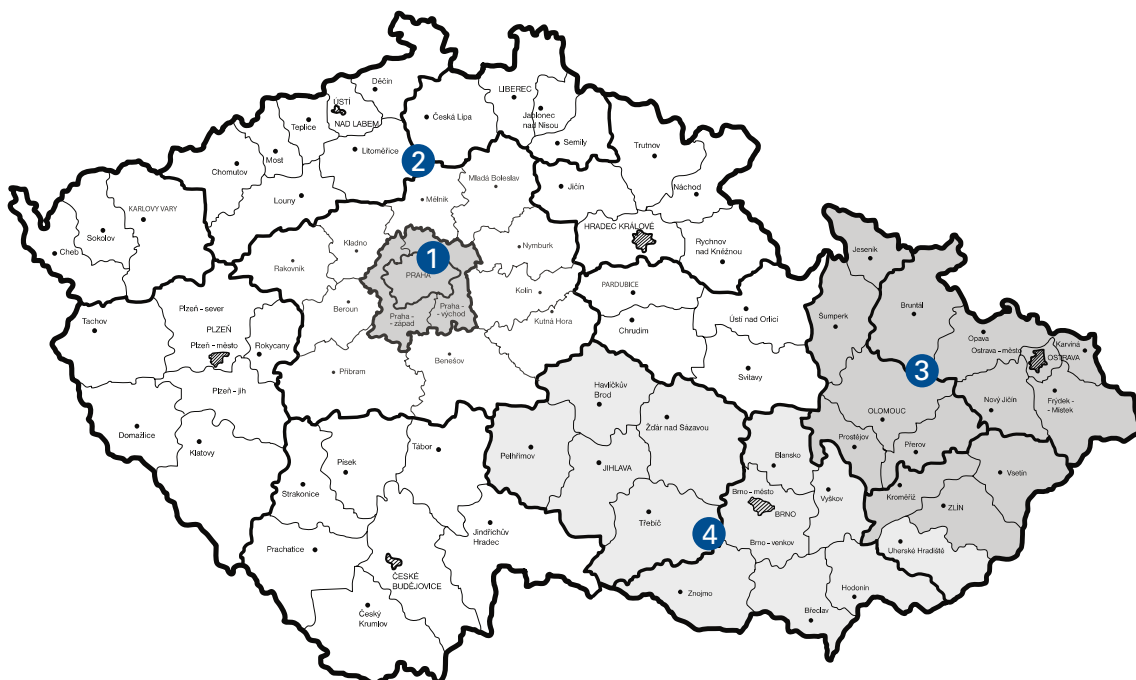 Děčín
ÚSTÍ
NAD LABEM
Teplice
Česká Lípa
LIBEREC
Jablonec
nad Nisou
Semily
Trutnov
Most
Chomutov
Litoměřice
2
Louny
Mělník
Mladá Boleslav
Jičín
Náchod
KARLOVY VARY
Sokolov
Cheb
Kladno
Rakovník
1
PRAHA
Nymburk
HRADEC KRÁLOVÉ
Rychnov
nad Kněžnou
Jeseník
Beroun
Praha -
- západ
Praha -
- východ
Kolín
Kutná Hora
PARDUBICE
Chrudim
Ústí nad Orlicí
Svitavy
Šumperk
Bruntál
Opava
Ostrava - město
Karviná
OSTRAVA
3
Tachov
Plzeň - sever
PLZEŇ
Plzeň - město
Rokycany
Plzeň - jih
Příbram
Benešov
Havlíčkův
Brod
Žďár nad Sázavou
Nový Jičín
Frýdek -
- Místek
OLOMOUC
Prostějov
Přerov
Domažlice
Klatovy
Písek
Tábor
Pelhřimov
JIHLAVA
Blansko
Vyškov
Kroměříž
Vsetín
ZLÍN
Strakonice
Brno - město
BRNO
Brno - venkov
Třebíč
4
Prachatice
Jindřichův
Hradec
ČESKÉ
BUDĚJOVICE
Uherské Hradiště
Hodonín
Znojmo
Břeclav
Český
Krumlov